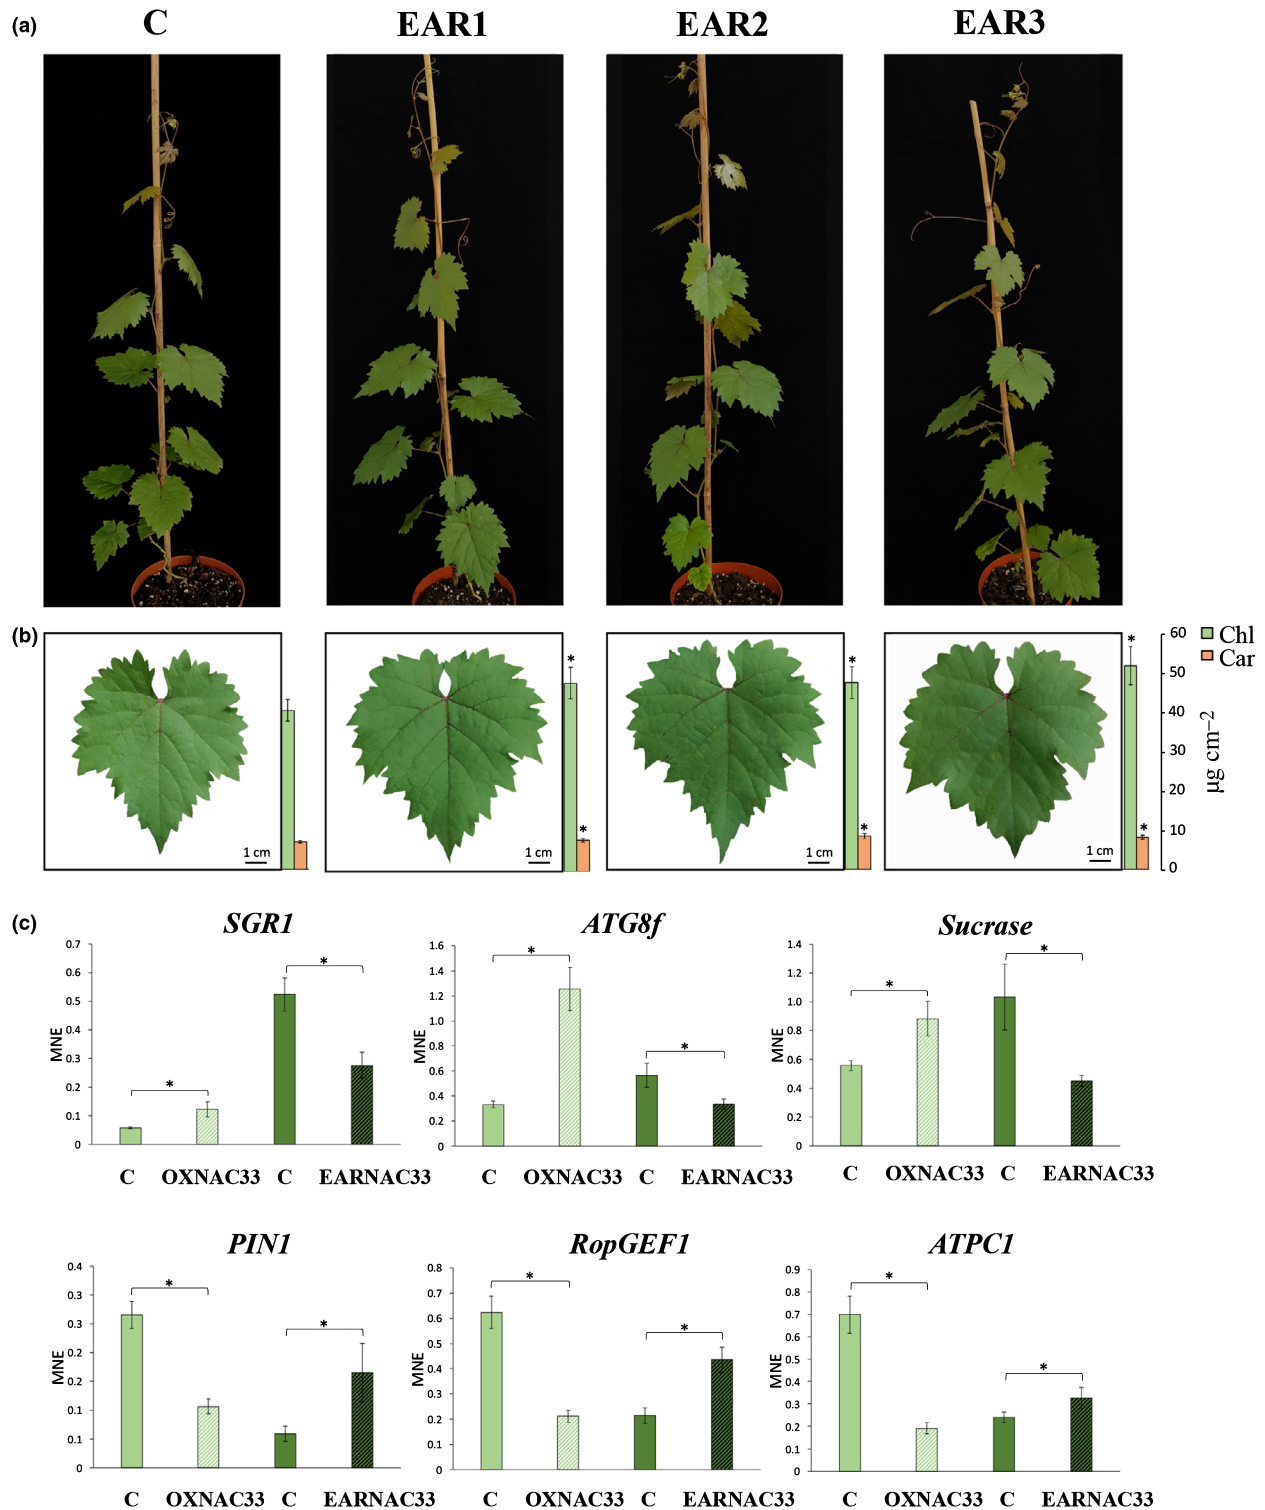 (a) C EAR1 EAR2 EAR3
(b)
* * *
* * *
1 cm 1 cm 1 cm 1 cm
60
50
40
30
20
10
0
µg cm⁻²
Chl
Car
(c)
SGR1
0.7
0.6
0.5
0.4
0.3
0.2
0.1
0
MNE
* *
C OXNAC33 C EARNAC33
ATG8f
1.6
1.4
1.2
1.0
0.8
0.6
0.4
0.2
0
MNE
* *
C OXNAC33 C EARNAC33
Sucrase
1.4
1.2
1.0
0.8
0.6
0.4
0.2
0
MNE
* *
C OXNAC33 C EARNAC33
PIN1
0.4
0.3
0.3
0.2
0.2
0.1
0.1
0
MNE
* *
C OXNAC33 C EARNAC33
RopGEF1
0.8
0.7
0.6
0.5
0.4
0.3
0.2
0.1
0
MNE
* *
C OXNAC33 C EARNAC33
ATPC1
0.9
0.8
0.7
0.6
0.5
0.4
0.3
0.2
0.1
0
MNE
* *
C OXNAC33 C EARNAC33